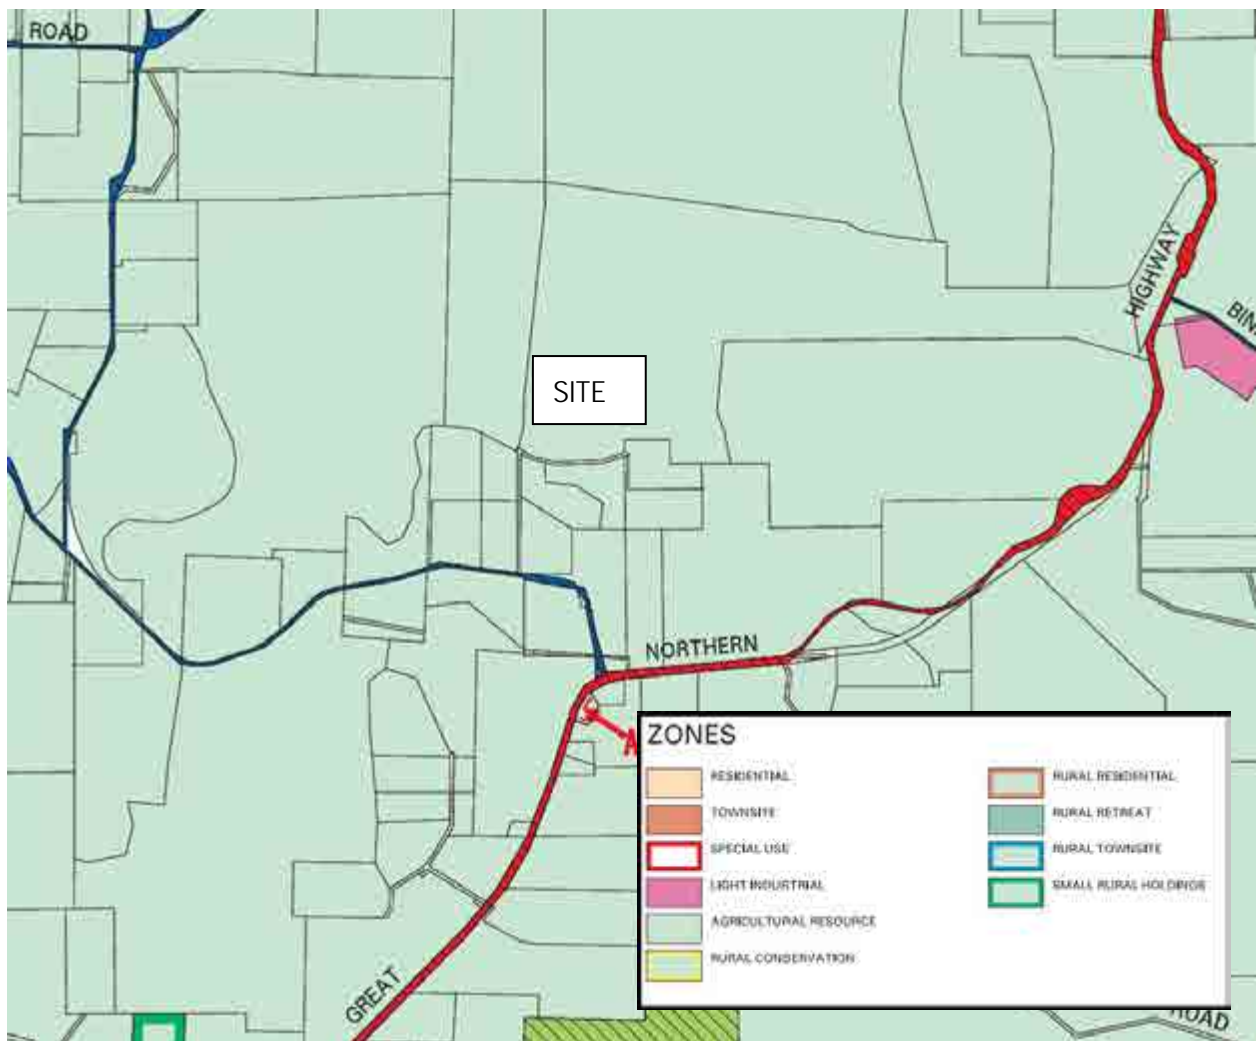 ROAD
HIGHWAY
SITE
NORTHERN
A
ZONES
RESIDENTIAL
TOWNSITE
SPECIAL USE
LIGHT INDUSTRIAL
AGRICULTURAL RESOURCE
RURAL CONSERVATION
RURAL RESIDENTIAL
RURAL RETREAT
RURAL TOWNSITE
SMALL RURAL HOLDINGS
GREAT
ROAD